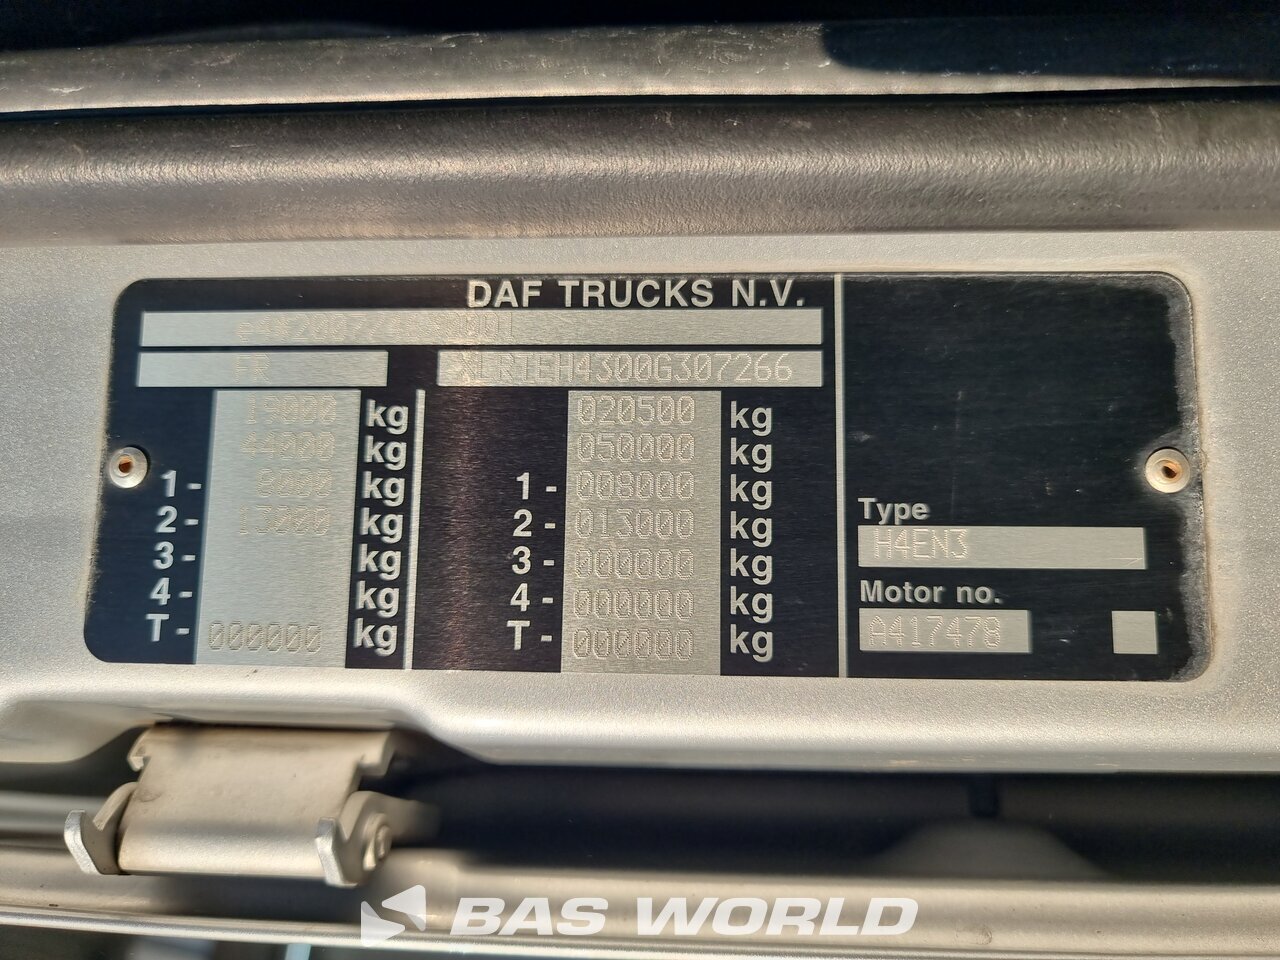 DAF TRUCKS N.V.
FR
XLRTEH4300G307266
19000 kg 020500 kg
44000 kg 050000 kg
1 - 8000 kg 1 - 008000 kg
2 - 13000 kg 2 - 013000 kg
3 - kg 3 - 000000 kg
4 - kg 4 - 000000 kg
T - 000000 kg T - 000000 kg
Type
H4EN3
Motor no.
A417478
BAS WORLD